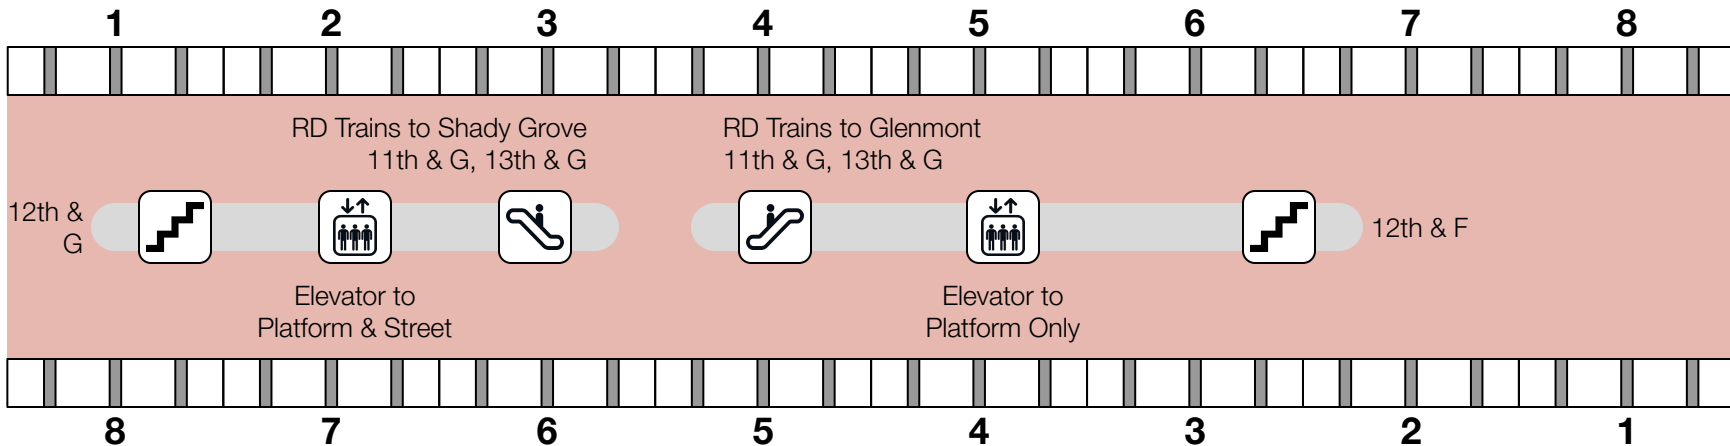 1 2 3 4 5 6 7 8
RD Trains to Shady Grove
11th & G, 13th & G
RD Trains to Glenmont
11th & G, 13th & G
12th &
G
12th & F
Elevator to
Platform & Street
Elevator to
Platform Only
8 7 6 5 4 3 2 1